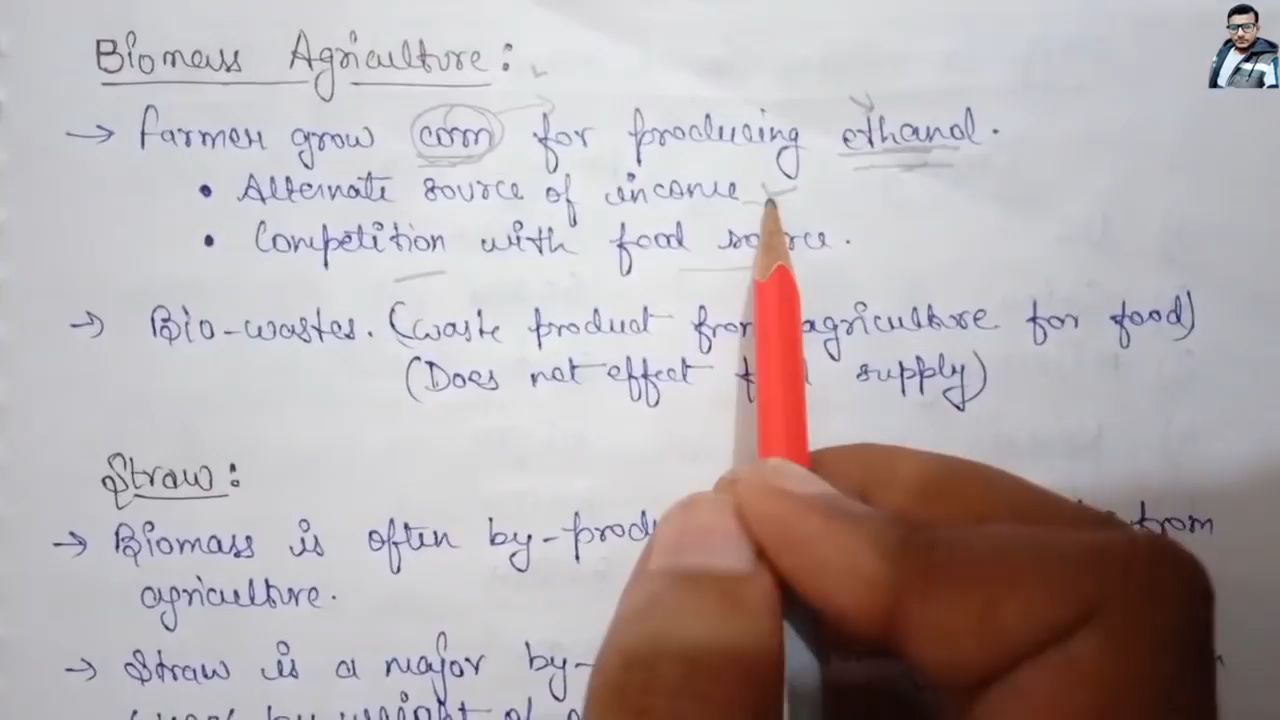 Biomass Agriculture:
→ Farmer grow corn for producing ethanol.
• Alternate source of income
• Competition with food source.
→ Bio-wastes. (waste product from agriculture for food)
(Does not effect supply)
Straw:
→ Biomass is often by-prod from
agriculture.
→ Straw is a major by-